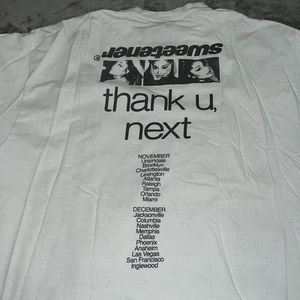 sweetener
thank u,
next
NOVEMBER
Uniondale
Brooklyn
Charlottesville
Lexington
Atlanta
Raleigh
Tampa
Orlando
Miami
DECEMBER
Jacksonville
Columbia
Nashville
Memphis
Dallas
Phoenix
Anaheim
Las Vegas
San Francisco
Inglewood